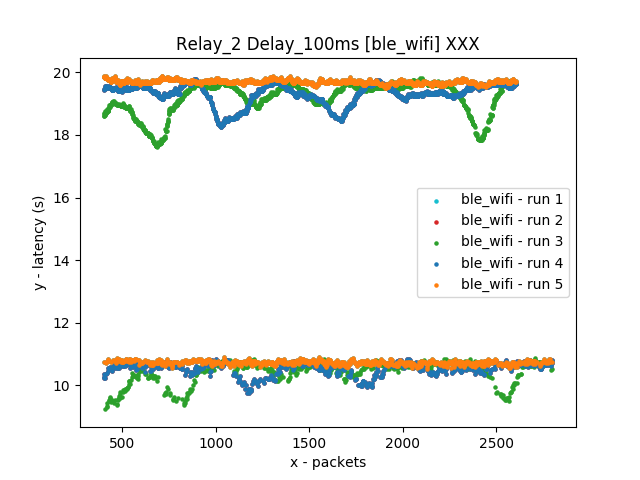 Relay_2 Delay_100ms [ble_wifi] XXX
y - latency (s)
20
18
16
14
12
10
ble_wifi - run 1
ble_wifi - run 2
ble_wifi - run 3
ble_wifi - run 4
ble_wifi - run 5
500
1000
1500
2000
2500
x - packets